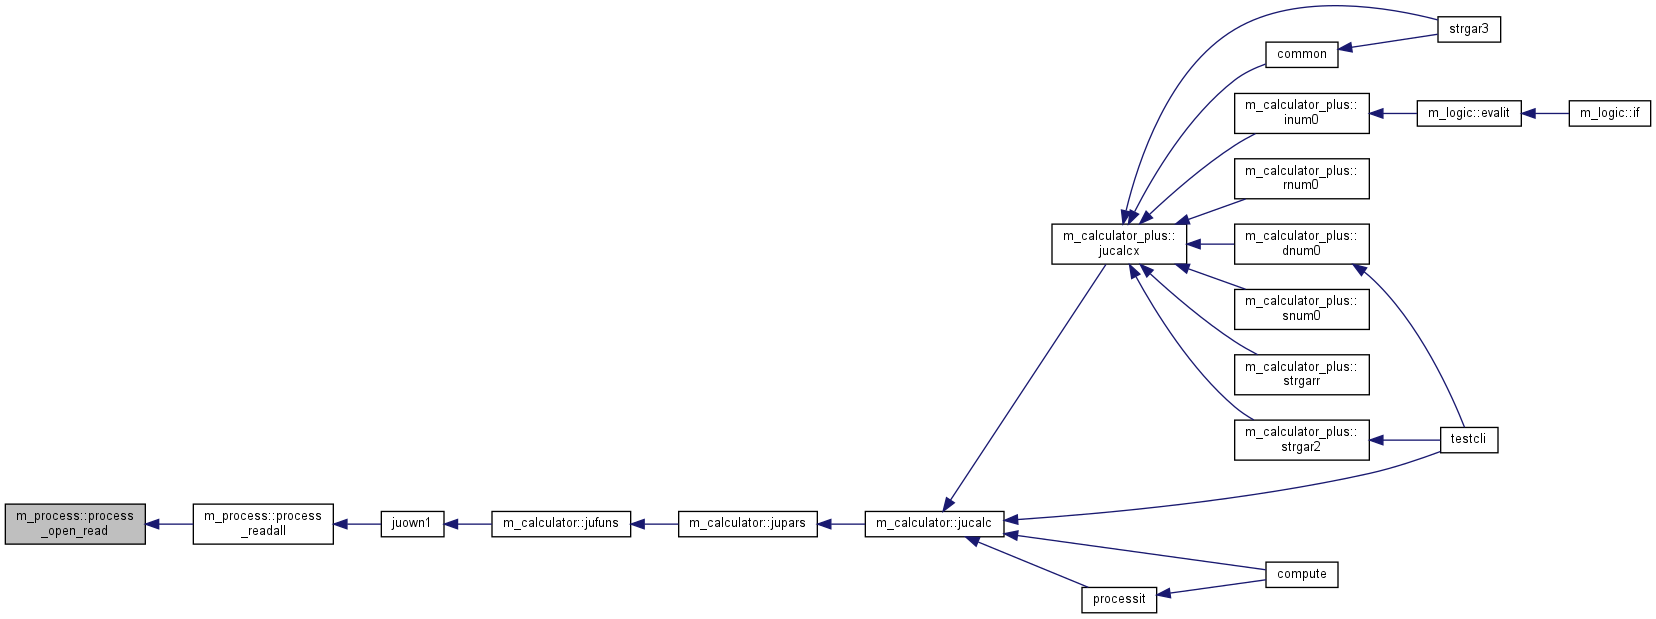 strgar3
common
m_calculator_plus::
inum0
m_logic::evalit
m_logic::if
m_calculator_plus::
rnum0
m_calculator_plus::
jucalcx
m_calculator_plus::
dnum0
m_calculator_plus::
snum0
m_calculator_plus::
strgarr
m_calculator_plus::
strgar2
testcli
m_process::process
_open_read
m_process::process
_readall
juown1
m_calculator::jufuns
m_calculator::jupars
m_calculator::jucalc
compute
processit